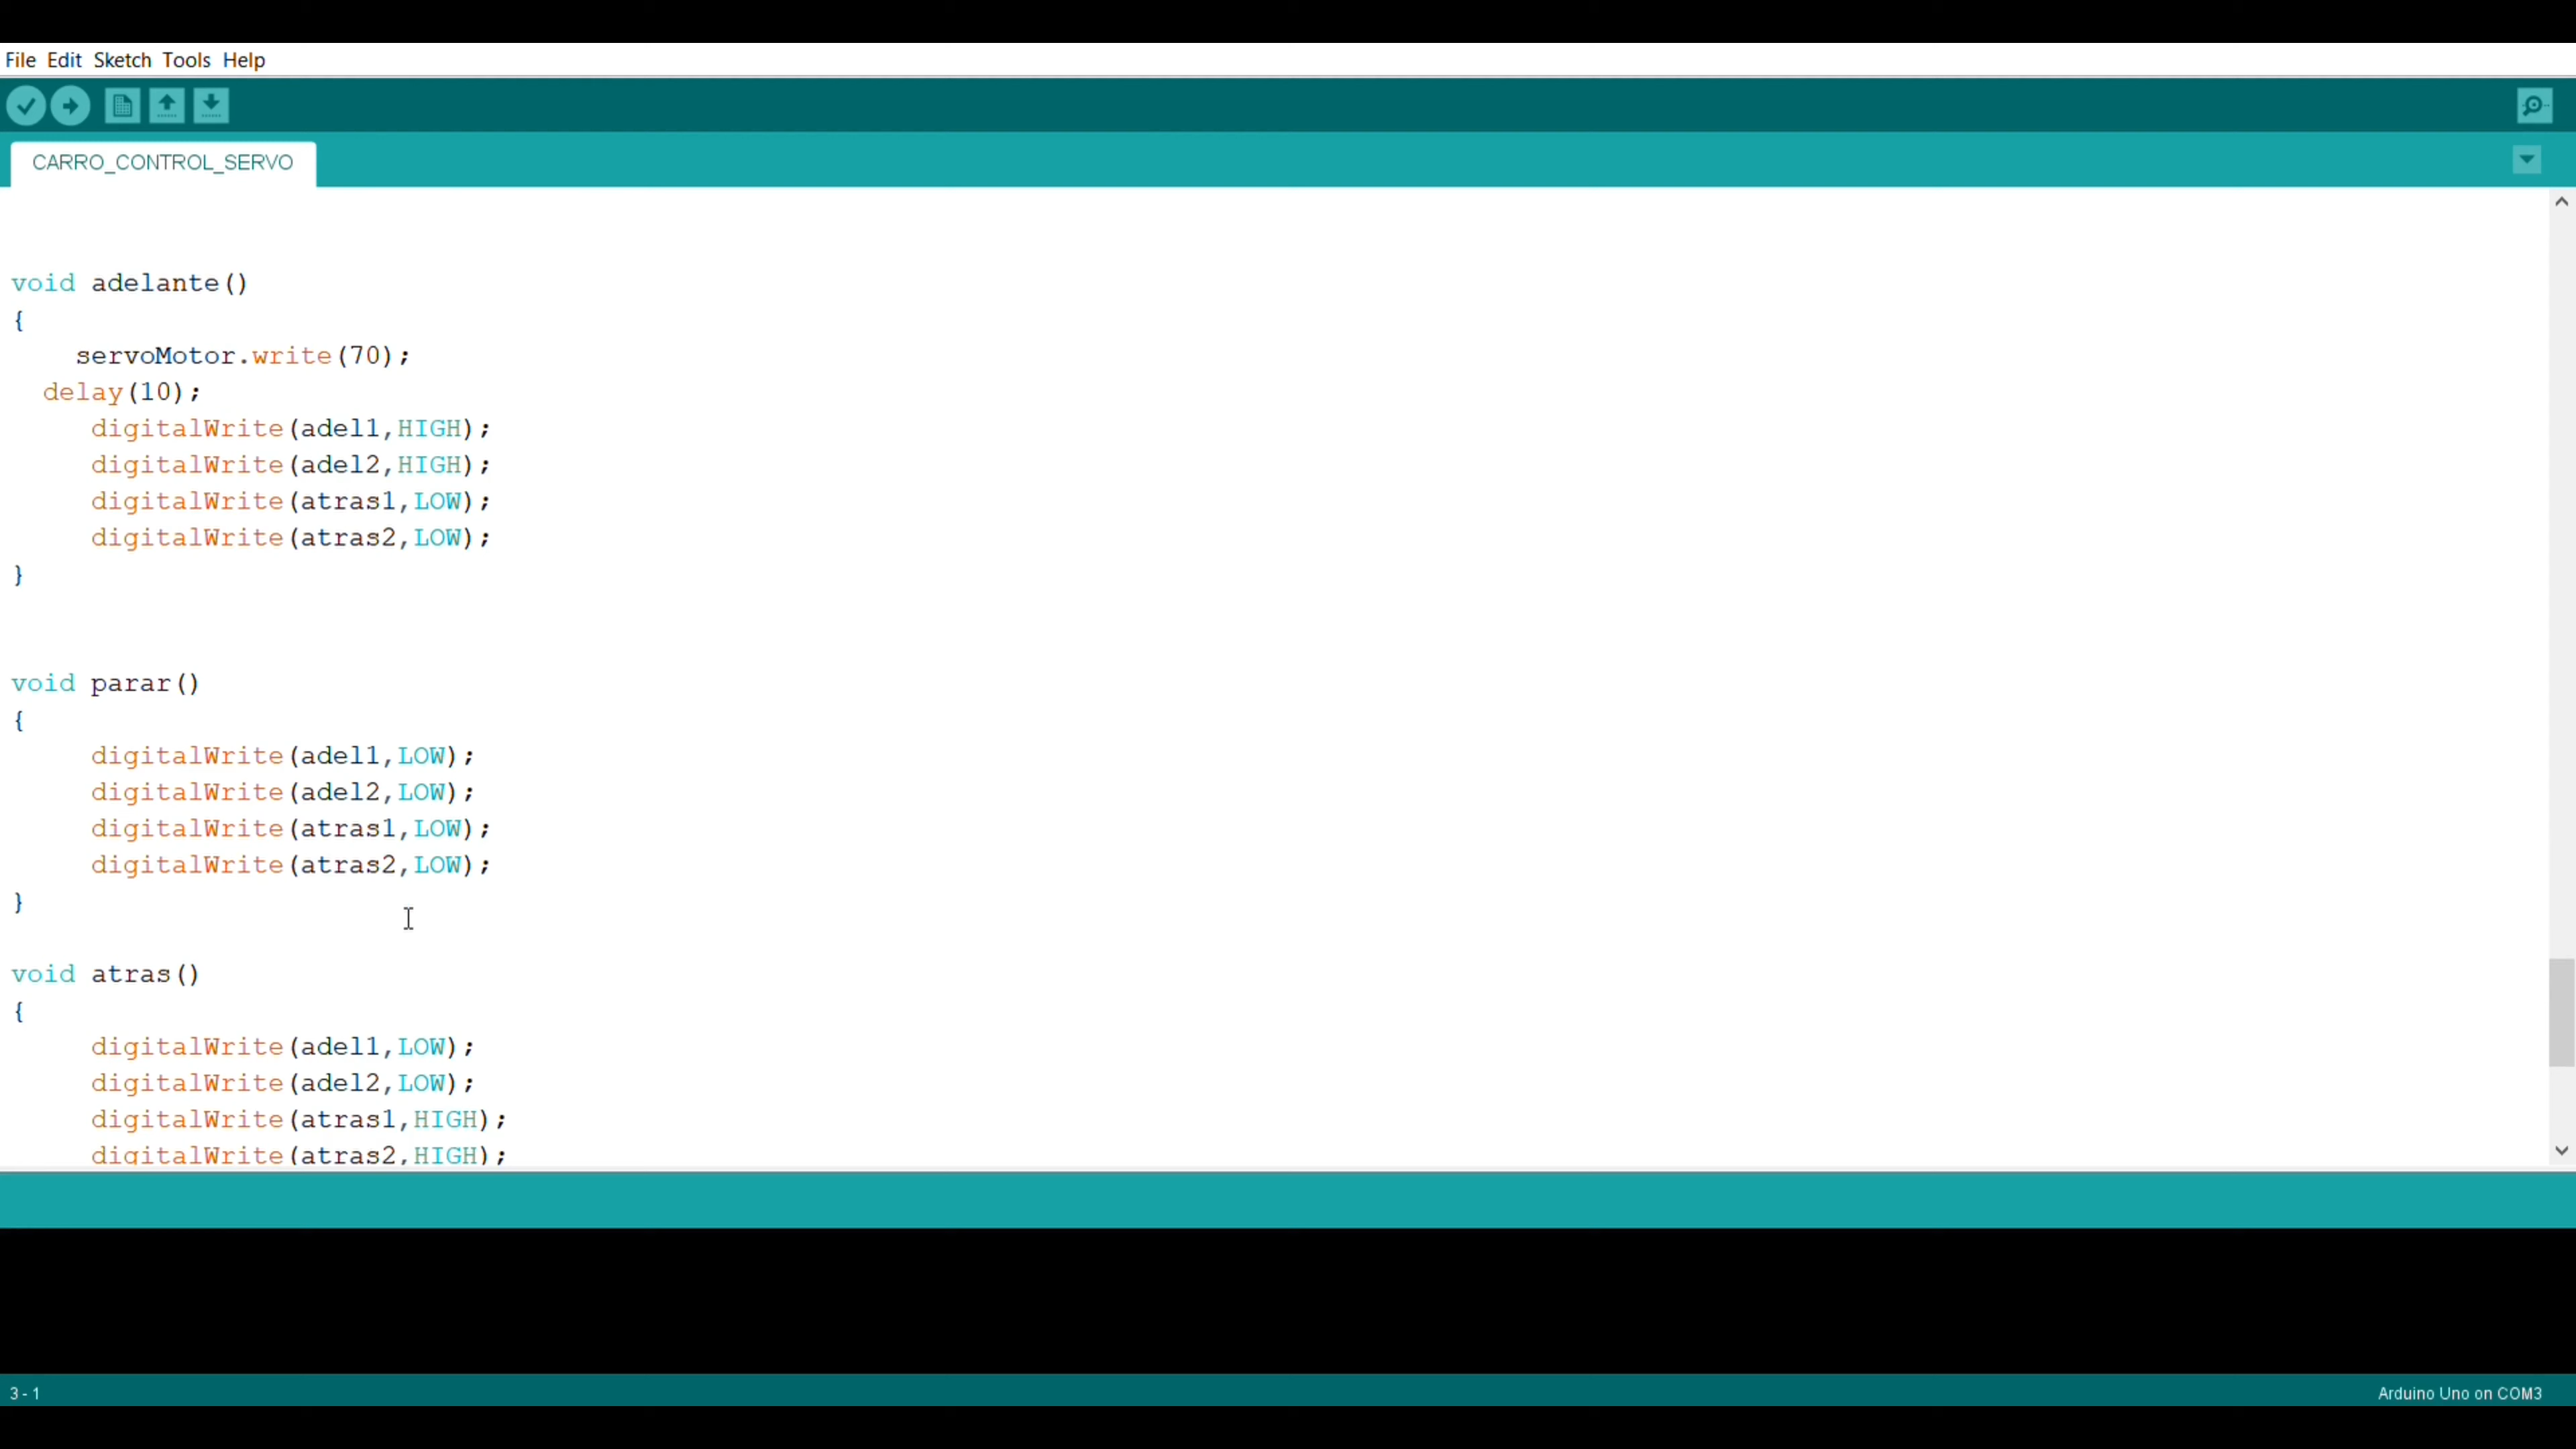 File Edit Sketch Tools Help
CARRO_CONTROL_SERVO
void adelante()
{
servoMotor.write(70);
delay(10);
digitalWrite(adel1,HIGH);
digitalWrite(adel2,HIGH);
digitalWrite(atras1,LOW);
digitalWrite(atras2,LOW);
}
void parar()
{
digitalWrite(adel1,LOW);
digitalWrite(adel2,LOW);
digitalWrite(atras1,LOW);
digitalWrite(atras2,LOW);
}
void atras()
{
digitalWrite(adel1,LOW);
digitalWrite(adel2,LOW);
digitalWrite(atras1,HIGH);
digitalWrite(atras2,HIGH);
3 - 1
Arduino Uno on COM3